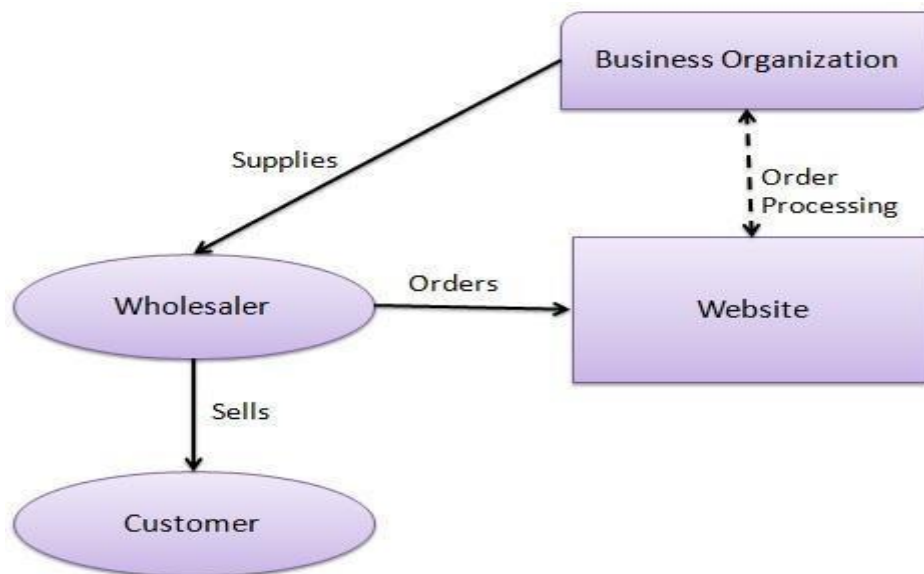 Business Organization
Supplies
Order
Processing
Wholesaler
Orders
Website
Sells
Customer